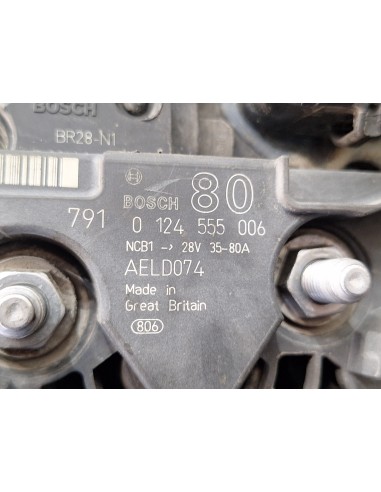 BOSCH
BR28-N1
BOSCH 80
791 0 124 555 006
NCB1 → 28V 35-80A
AELD074
Made in
Great Britain
806